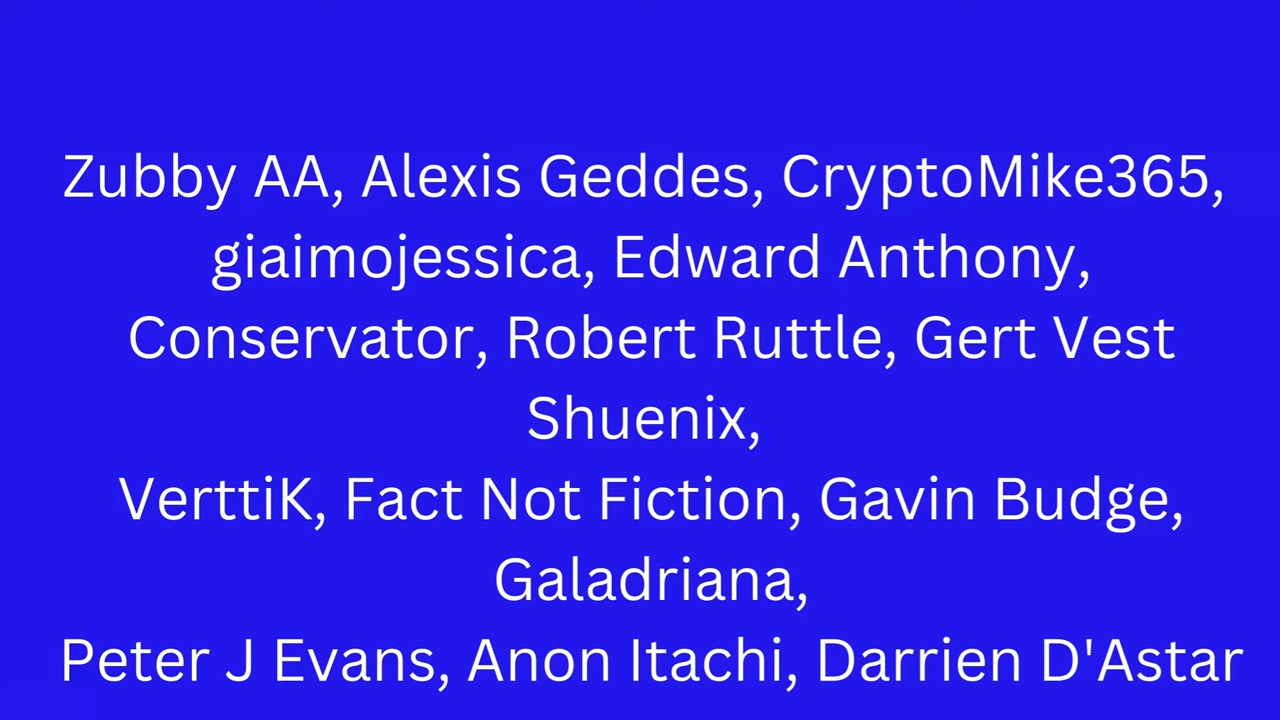 Zubby AA, Alexis Geddes, CryptoMike365,
giaimojessica, Edward Anthony,
Conservator, Robert Ruttle, Gert Vest
Shuenix,
VerttiK, Fact Not Fiction, Gavin Budge,
Galadriana,
Peter J Evans, Anon Itachi, Darrien D'Astar